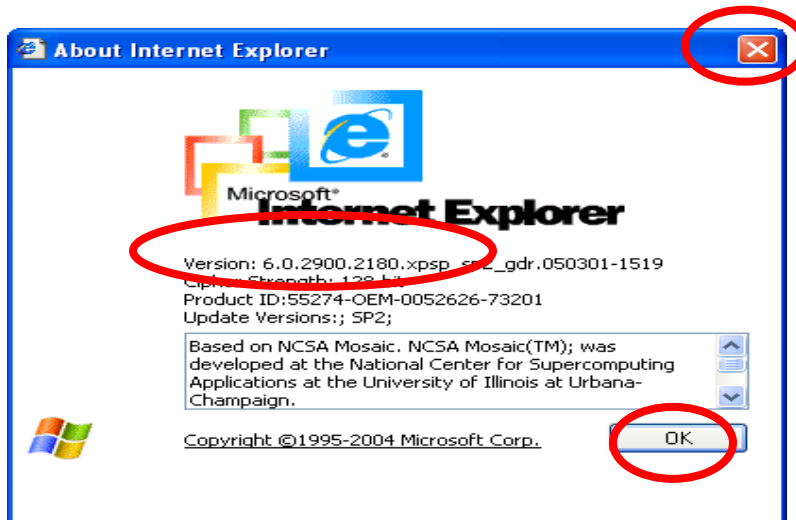 About Internet Explorer
Microsoft®
Internet Explorer
Version: 6.0.2900.2180.xpsp_sp2_gdr.050301-1519
Cipher Strength: 128-bit
Product ID:55274-OEM-0052626-73201
Update Versions:; SP2;
Based on NCSA Mosaic. NCSA Mosaic(TM); was
developed at the National Center for Supercomputing
Applications at the University of Illinois at Urbana-
Champaign.
Copyright ©1995-2004 Microsoft Corp.
OK